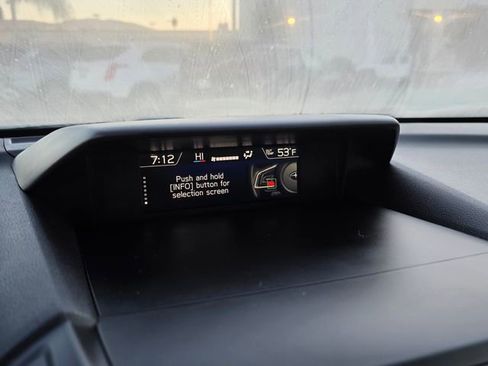 7:12 HI 53°F
Push and hold
[INFO] button for
selection screen